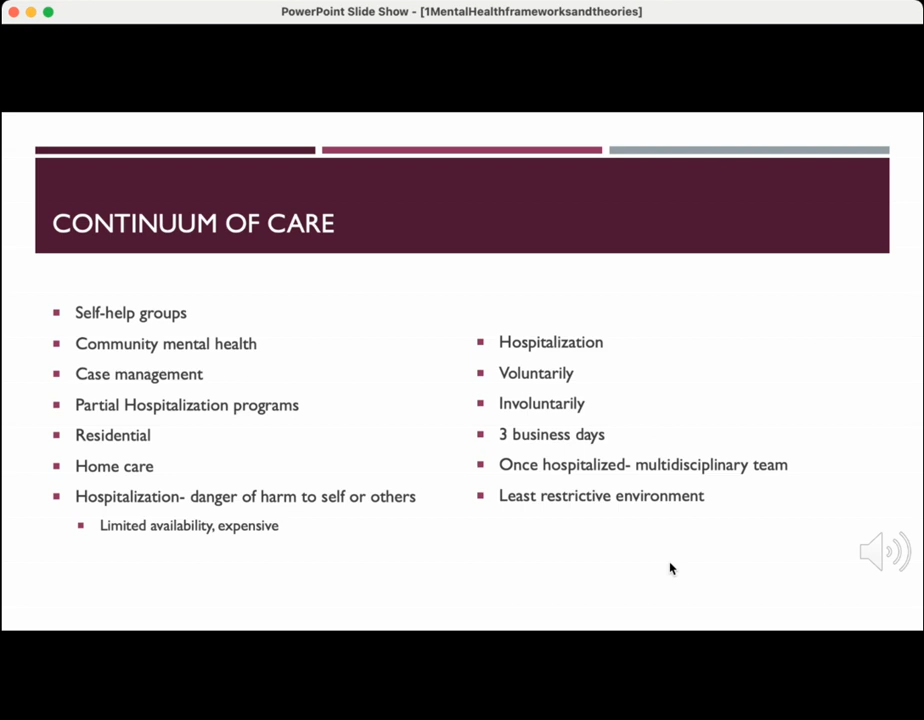 PowerPoint Slide Show - [1MentalHealthframeworksandtheories]
CONTINUUM OF CARE
Self-help groups
Community mental health
Case management
Partial Hospitalization programs
Residential
Home care
Hospitalization- danger of harm to self or others
Limited availability, expensive
Hospitalization
Voluntarily
Involuntarily
3 business days
Once hospitalized- multidisciplinary team
Least restrictive environment